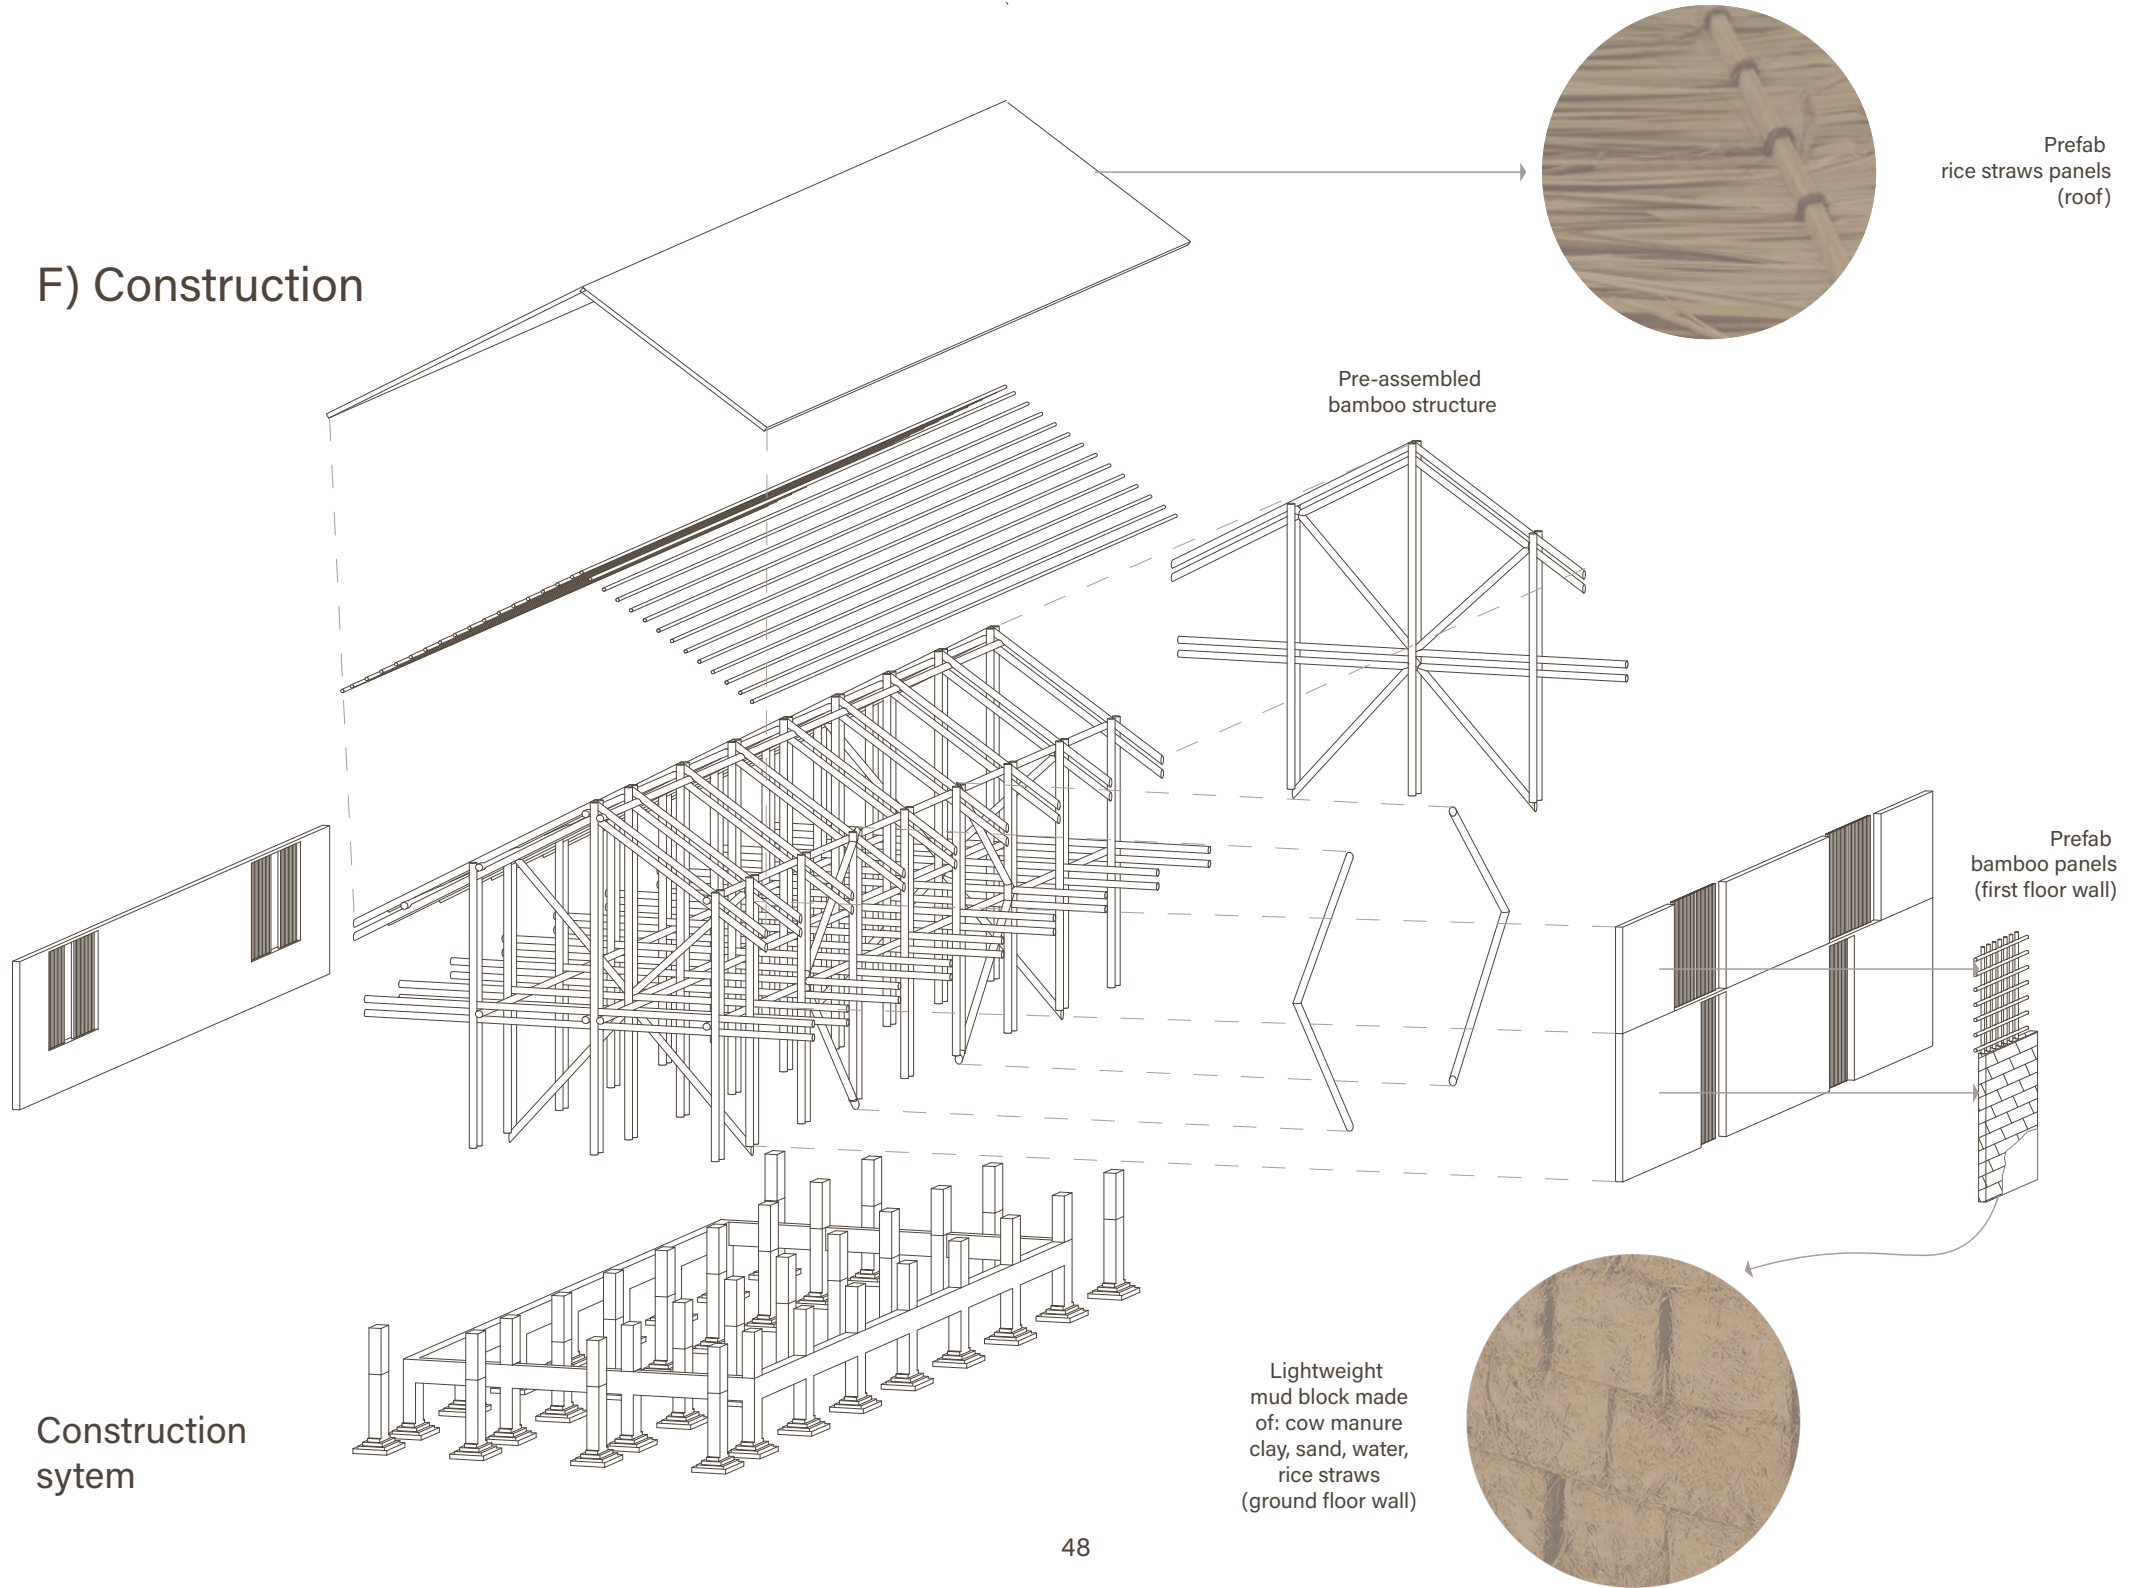 F) Construction
Prefab
rice straws panels
(roof)
Pre-assembled
bamboo structure
Prefab
bamboo panels
(first floor wall)
Lightweight
mud block made
of: cow manure
clay, sand, water,
rice straws
(ground floor wall)
Construction
sytem
48